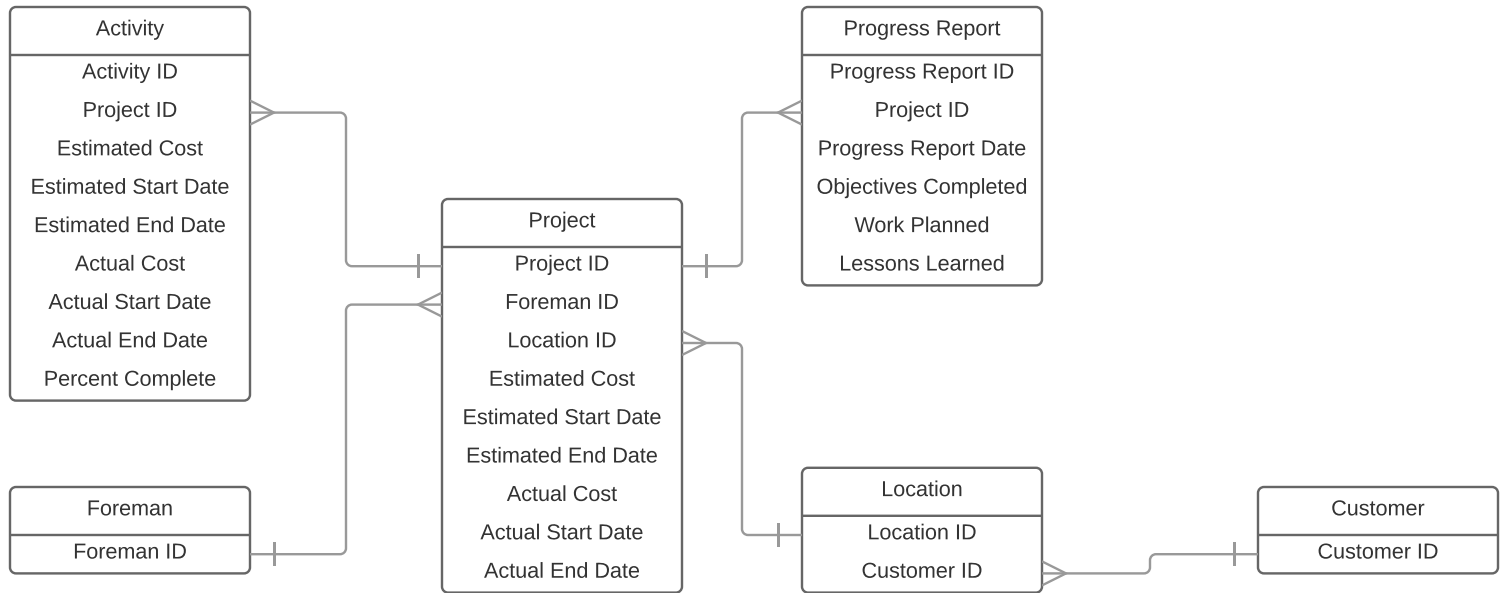 Activity
Activity ID
Project ID
Estimated Cost
Estimated Start Date
Estimated End Date
Actual Cost
Actual Start Date
Actual End Date
Percent Complete
Foreman
Foreman ID
Project
Project ID
Foreman ID
Location ID
Estimated Cost
Estimated Start Date
Estimated End Date
Actual Cost
Actual Start Date
Actual End Date
Progress Report
Progress Report ID
Project ID
Progress Report Date
Objectives Completed
Work Planned
Lessons Learned
Location
Location ID
Customer ID
Customer
Customer ID